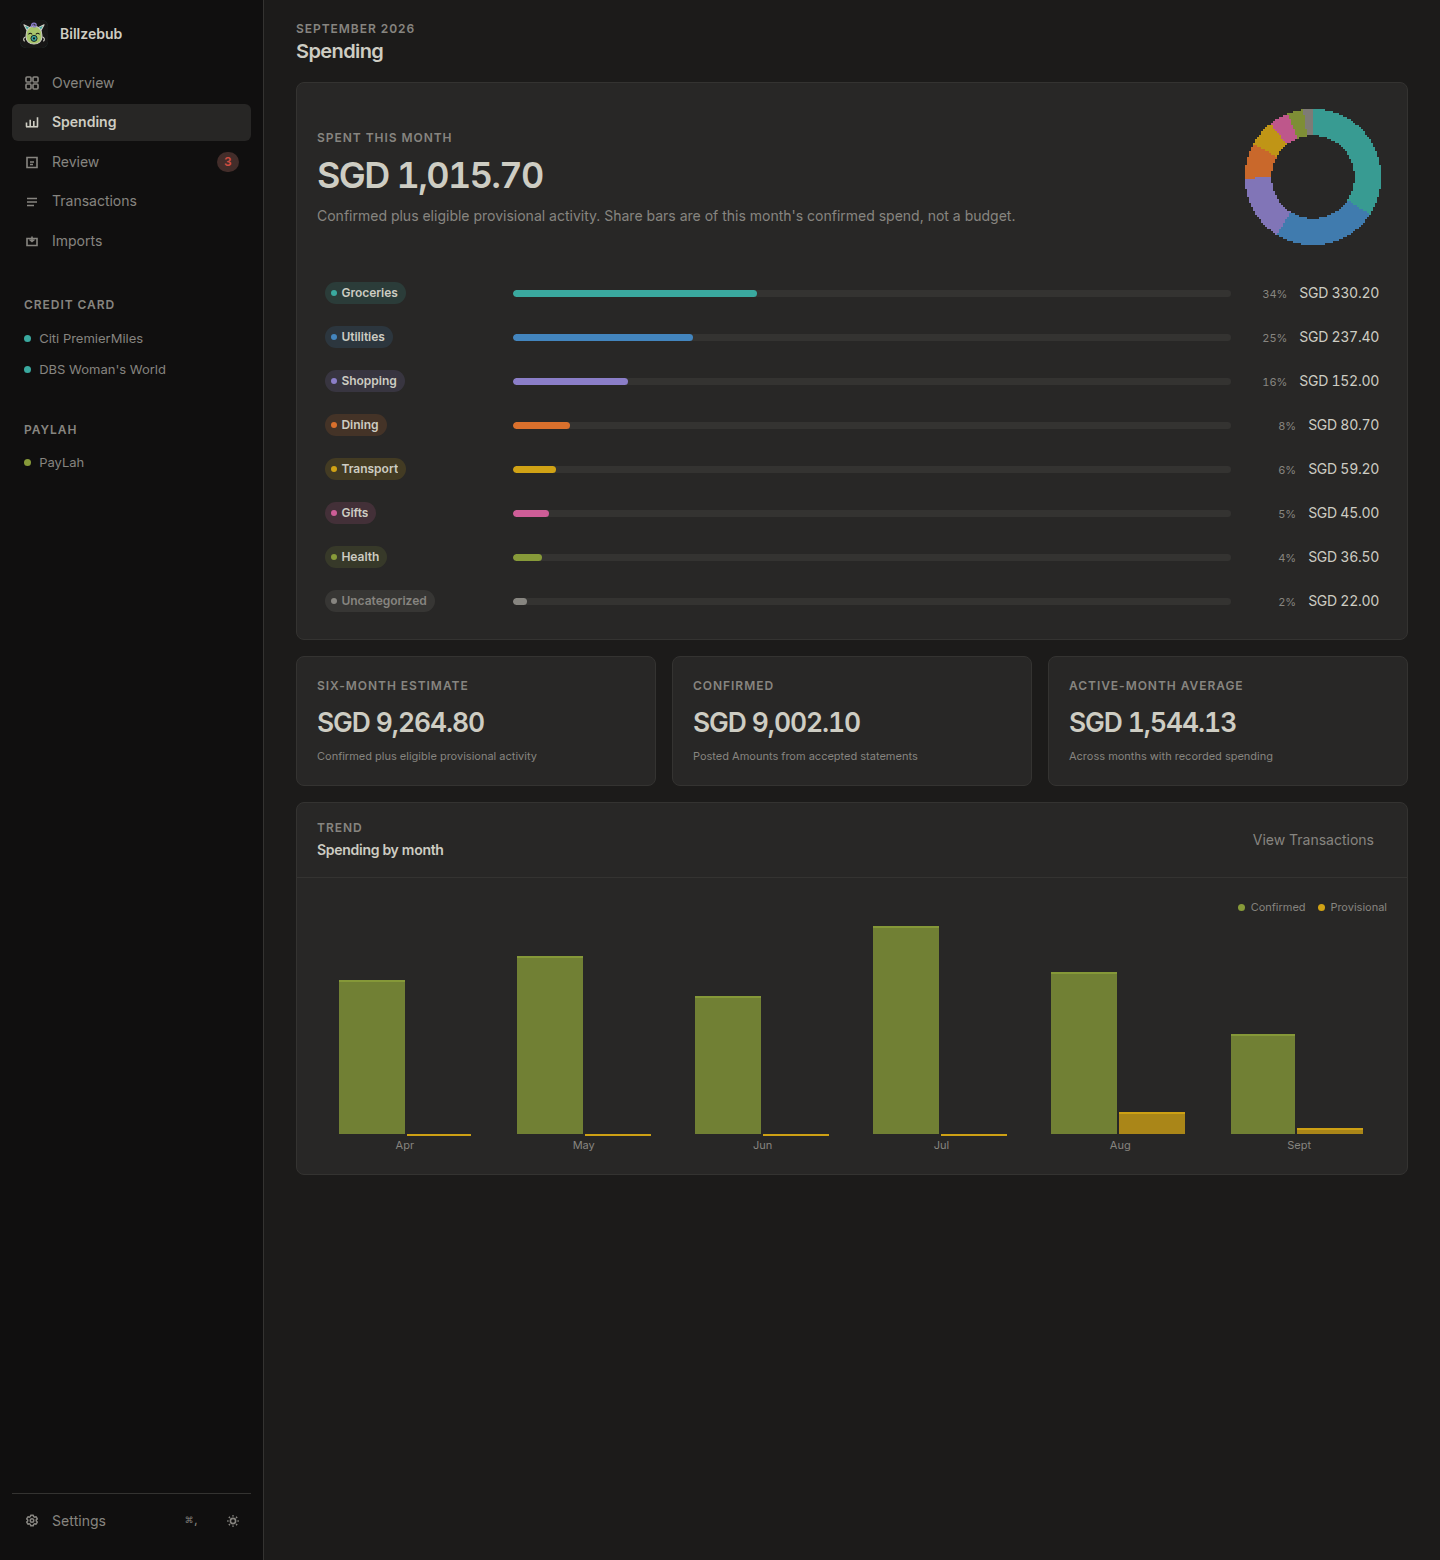 Billzebub
Overview
Spending
Review 3
Transactions
Imports
CREDIT CARD
Citi PremierMiles
DBS Woman's World
PAYLAH
PayLah
Settings ⌘,
SEPTEMBER 2026
Spending
SPENT THIS MONTH
SGD 1,015.70
Confirmed plus eligible provisional activity. Share bars are of this month's confirmed spend, not a budget.
Groceries 34% SGD 330.20
Utilities 25% SGD 237.40
Shopping 16% SGD 152.00
Dining 8% SGD 80.70
Transport 6% SGD 59.20
Gifts 5% SGD 45.00
Health 4% SGD 36.50
Uncategorized 2% SGD 22.00
SIX-MONTH ESTIMATE
SGD 9,264.80
Confirmed plus eligible provisional activity
CONFIRMED
SGD 9,002.10
Posted Amounts from accepted statements
ACTIVE-MONTH AVERAGE
SGD 1,544.13
Across months with recorded spending
TREND
Spending by month
View Transactions
Confirmed Provisional
Apr May Jun Jul Aug Sept